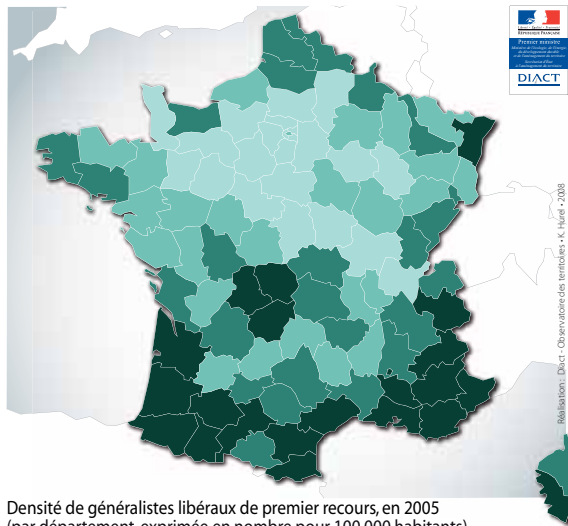 RÉPUBLIQUE FRANÇAISE
Premier ministre
DIACT
Réalisation : Diact - Observatoire des territoires • K. Hurel • 2008
Densité de généralistes libéraux de premier recours, en 2005
(par département, exprimée en nombre pour 100 000 habitants)